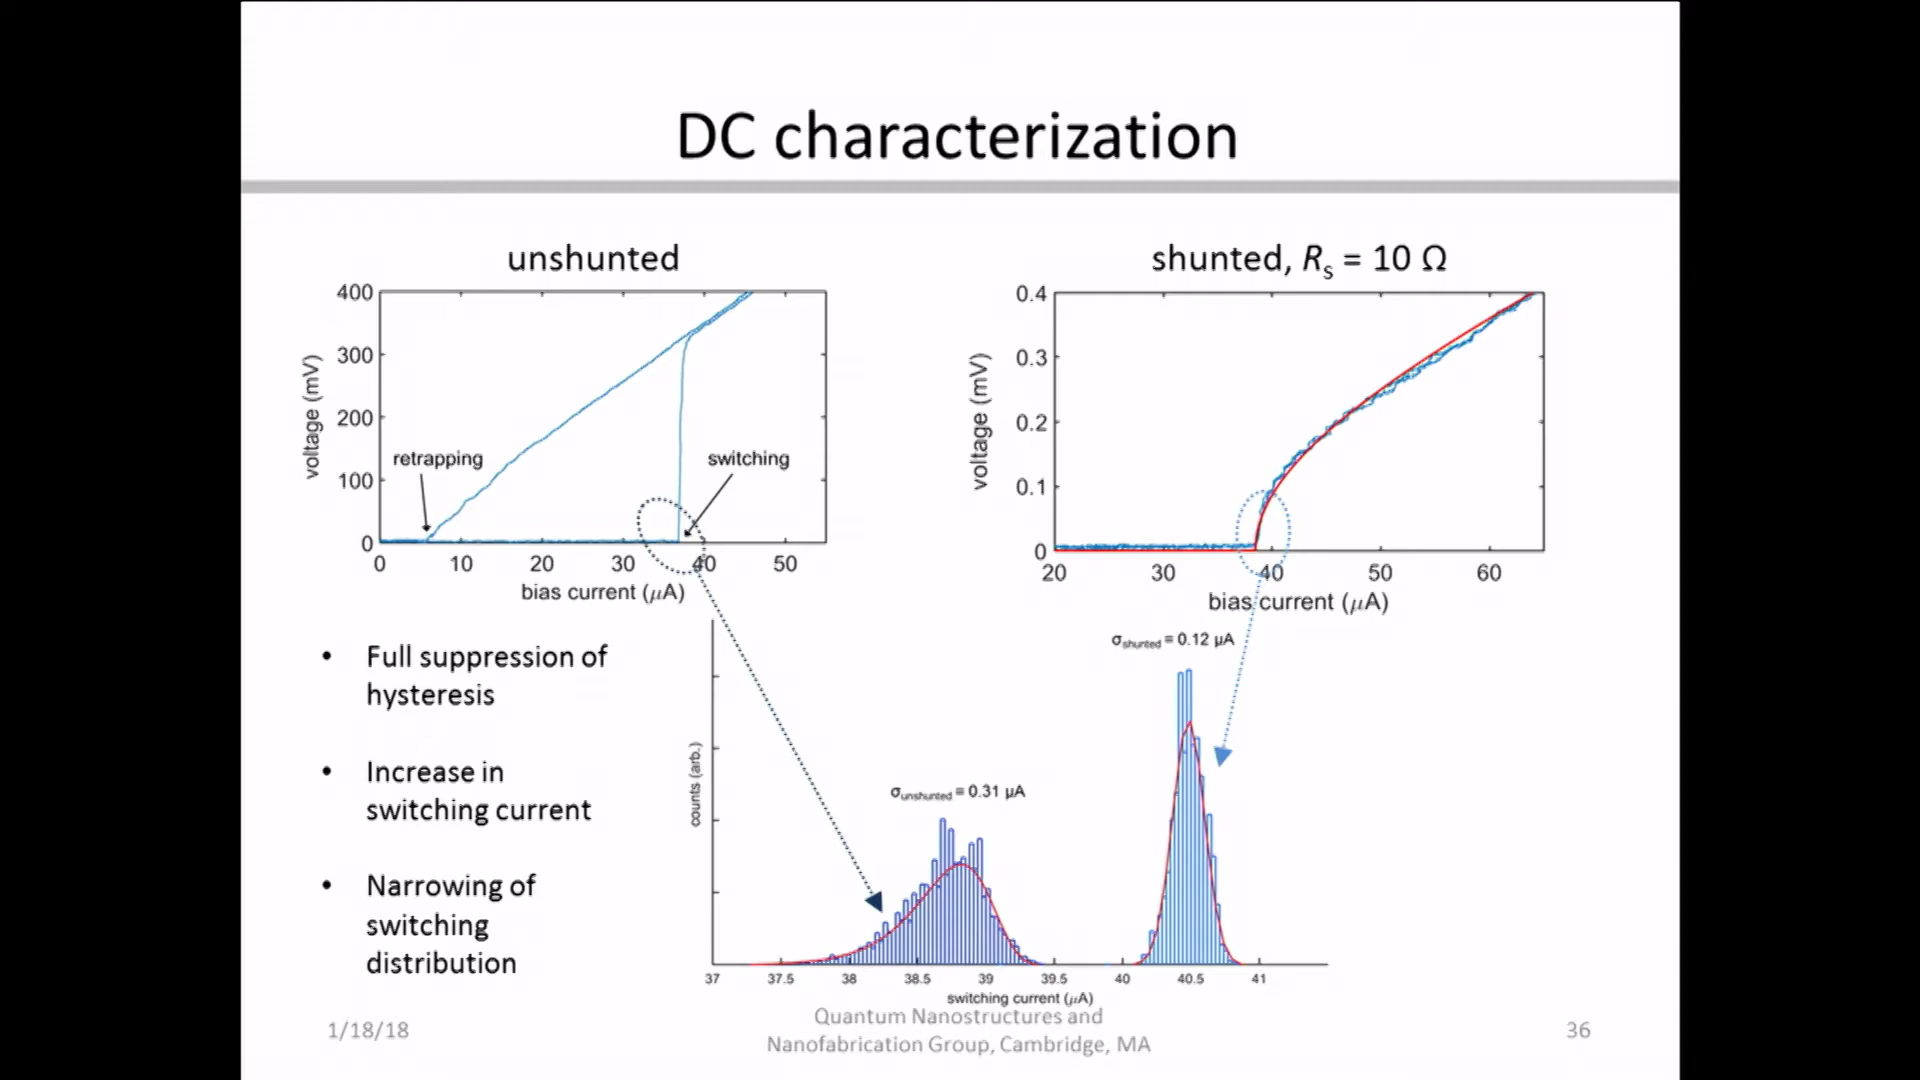 DC characterization
unshunted
400
300
200
100
0
voltage (mV)
retrapping
switching
0 10 20 30 40 50
bias current (μA)
shunted, Rs = 10 Ω
0.4
0.3
0.2
0.1
0
voltage (mV)
20 30 40 50 60
bias current (μA)
• Full suppression of
hysteresis
• Increase in
switching current
• Narrowing of
switching
distribution
σshunted = 0.12 μA
σunshunted = 0.31 μA
counts (arb.)
37 37.5 38 38.5 39 39.5 40 40.5 41
switching current (μA)
1/18/18
Quantum Nanostructures and
Nanofabrication Group, Cambridge, MA
36